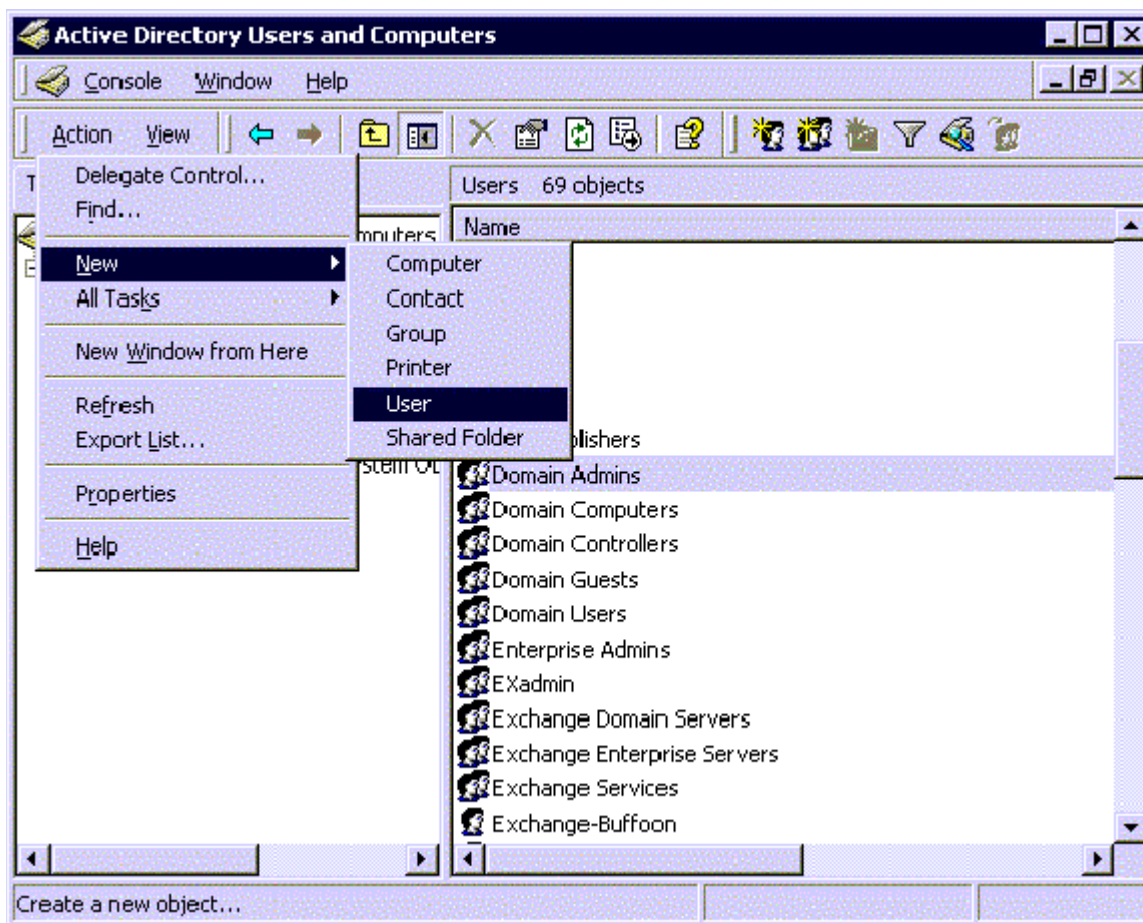 Active Directory Users and Computers
Console Window Help
Action View
Delegate Control...
Find...
New
All Tasks
New Window from Here
Refresh
Export List...
Properties
Help
Computer
Contact
Group
Printer
User
Shared Folder
Users 69 objects
Name
Domain Admins
Domain Computers
Domain Controllers
Domain Guests
Domain Users
Enterprise Admins
EXadmin
Exchange Domain Servers
Exchange Enterprise Servers
Exchange Services
Exchange-Buffoon
Create a new object...